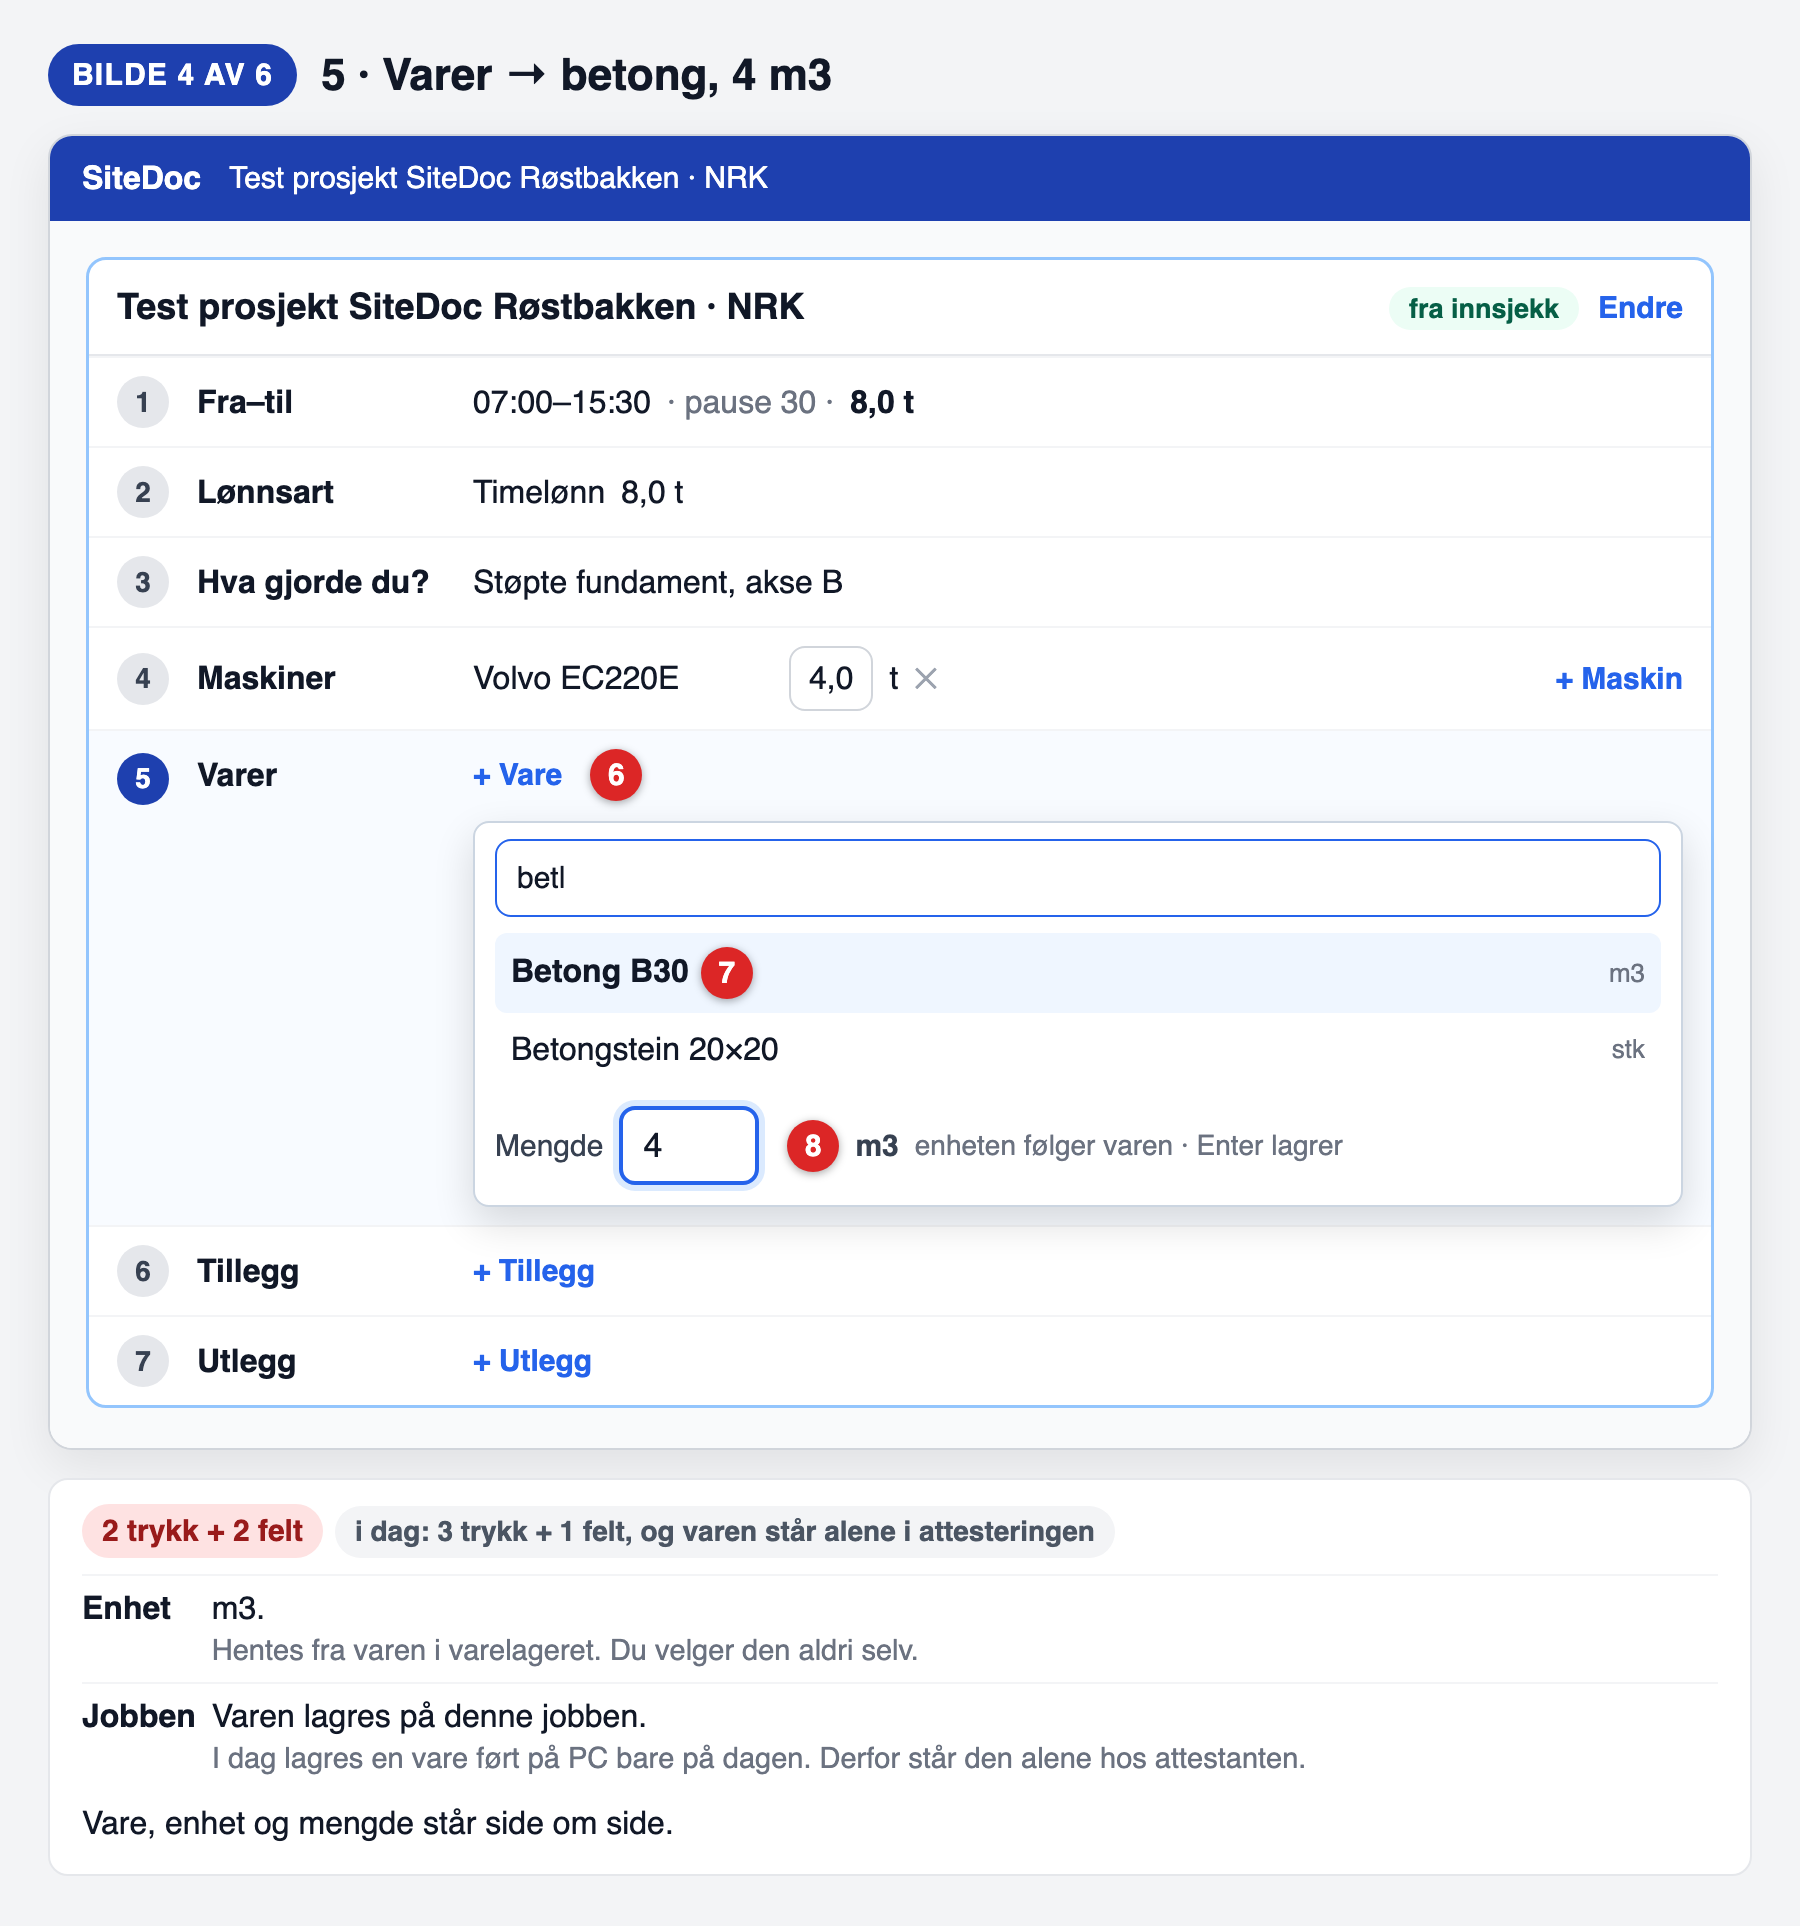 BILDE 4 AV 6 5 · Varer → betong, 4 m3
SiteDoc Test prosjekt SiteDoc Røstbakken · NRK
Test prosjekt SiteDoc Røstbakken · NRK fra innsjekk Endre
1 Fra–til 07:00–15:30 · pause 30 · 8,0 t
2 Lønnsart Timelønn 8,0 t
3 Hva gjorde du? Støpte fundament, akse B
4 Maskiner Volvo EC220E 4,0 t × + Maskin
5 Varer + Vare 6
betl
Betong B30 7 m3
Betongstein 20×20 stk
Mengde 4 8 m3 enheten følger varen · Enter lagrer
6 Tillegg + Tillegg
7 Utlegg + Utlegg
2 trykk + 2 felt i dag: 3 trykk + 1 felt, og varen står alene i attesteringen
Enhet m3.
Hentes fra varen i varelageret. Du velger den aldri selv.
Jobben Varen lagres på denne jobben.
I dag lagres en vare ført på PC bare på dagen. Derfor står den alene hos attestanten.
Vare, enhet og mengde står side om side.